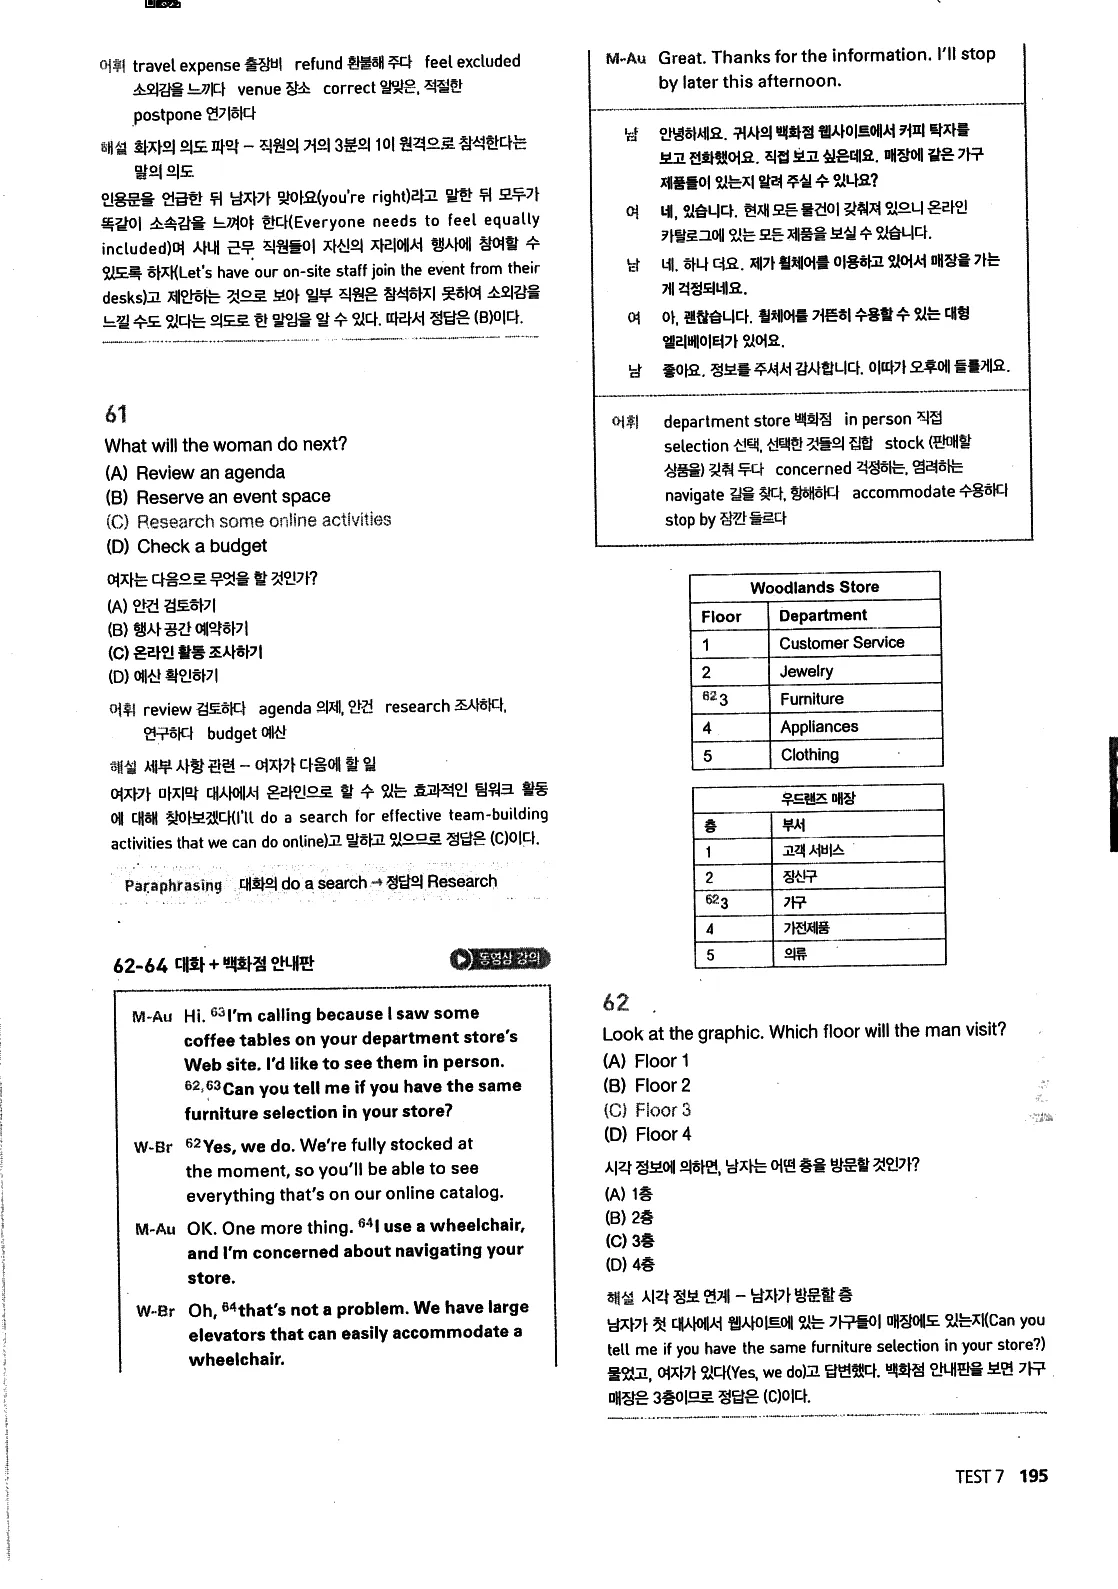 어휘 travel expense 출장비 refund 환불해 주다 feel excluded
소외감을 느끼다 venue 장소 correct 알맞은, 적절한
postpone 연기하다
해설 화자의 의도 파악 – 직원의 거의 3분의 1이 원격으로 참석한다는
말의 의도
인용문을 언급한 뒤 남자가 맞아요(you're right)라고 말한 뒤 모두가
똑같이 소속감을 느껴야 한다(Everyone needs to feel equally
included)며 사내 근무 직원들이 자신의 자리에서 행사에 참여할 수
있도록 하자(Let's have our on-site staff join the event from their
desks)고 제안하는 것으로 보아 일부 직원은 참석하지 못하여 소외감을
느낄 수도 있다는 의도로 한 말임을 알 수 있다. 따라서 정답은 (B)이다.
61
What will the woman do next?
(A) Review an agenda
(B) Reserve an event space
(C) Research some online activities
(D) Check a budget
여자는 다음으로 무엇을 할 것인가?
(A) 안건 검토하기
(B) 행사 공간 예약하기
(C) 온라인 활동 조사하기
(D) 예산 확인하기
어휘 review 검토하다 agenda 의제, 안건 research 조사하다,
연구하다 budget 예산
해설 세부 사항 관련 – 여자가 다음에 할 일
여자가 마지막 대사에서 온라인으로 할 수 있는 효과적인 팀워크 활동
에 대해 찾아보겠다(I'll do a search for effective team-building
activities that we can do online)고 말하고 있으므로 정답은 (C)이다.
Paraphrasing 대화의 do a search → 정답의 Research
62-64 대화 + 백화점 안내판 동영상 강의
M-Au Hi. 63I'm calling because I saw some
coffee tables on your department store's
Web site. I'd like to see them in person.
62,63Can you tell me if you have the same
furniture selection in your store?
W-Br 62Yes, we do. We're fully stocked at
the moment, so you'll be able to see
everything that's on our online catalog.
M-Au OK. One more thing. 64I use a wheelchair,
and I'm concerned about navigating your
store.
W-Br Oh, 64that's not a problem. We have large
elevators that can easily accommodate a
wheelchair.
M-Au Great. Thanks for the information. I'll stop
by later this afternoon.
남 안녕하세요. 귀사의 백화점 웹사이트에서 커피 탁자를
보고 전화했어요. 직접 보고 싶은데요. 매장에 같은 가구
제품들이 있는지 알려 주실 수 있나요?
여 네, 있습니다. 현재 모든 물건이 갖춰져 있으니 온라인
카탈로그에 있는 모든 제품을 보실 수 있습니다.
남 네. 하나 더요. 제가 휠체어를 이용하고 있어서 매장을 가는
게 걱정되네요.
여 아, 괜찮습니다. 휠체어를 거뜬히 수용할 수 있는 대형
엘리베이터가 있어요.
남 좋아요. 정보를 주셔서 감사합니다. 이따가 오후에 들를게요.
어휘 department store 백화점 in person 직접
selection 선택, 선택한 것들의 집합 stock (판매할
상품을) 갖춰 두다 concerned 걱정하는, 염려하는
navigate 길을 찾다, 항해하다 accommodate 수용하다
stop by 잠깐 들르다
Woodlands Store
Floor Department
1 Customer Service
2 Jewelry
62 3 Furniture
4 Appliances
5 Clothing
우드랜즈 매장
층 부서
1 고객 서비스
2 장신구
62 3 가구
4 가전제품
5 의류
62
Look at the graphic. Which floor will the man visit?
(A) Floor 1
(B) Floor 2
(C) Floor 3
(D) Floor 4
시각 정보에 의하면, 남자는 어떤 층을 방문할 것인가?
(A) 1층
(B) 2층
(C) 3층
(D) 4층
해설 시각 정보 연계 – 남자가 방문할 층
남자가 첫 대사에서 웹사이트에 있는 가구들이 매장에도 있는지(Can you
tell me if you have the same furniture selection in your store?)
물었고, 여자가 있다(Yes, we do)고 답변했다. 백화점 안내판을 보면 가구
매장은 3층이므로 정답은 (C)이다.
TEST 7 195